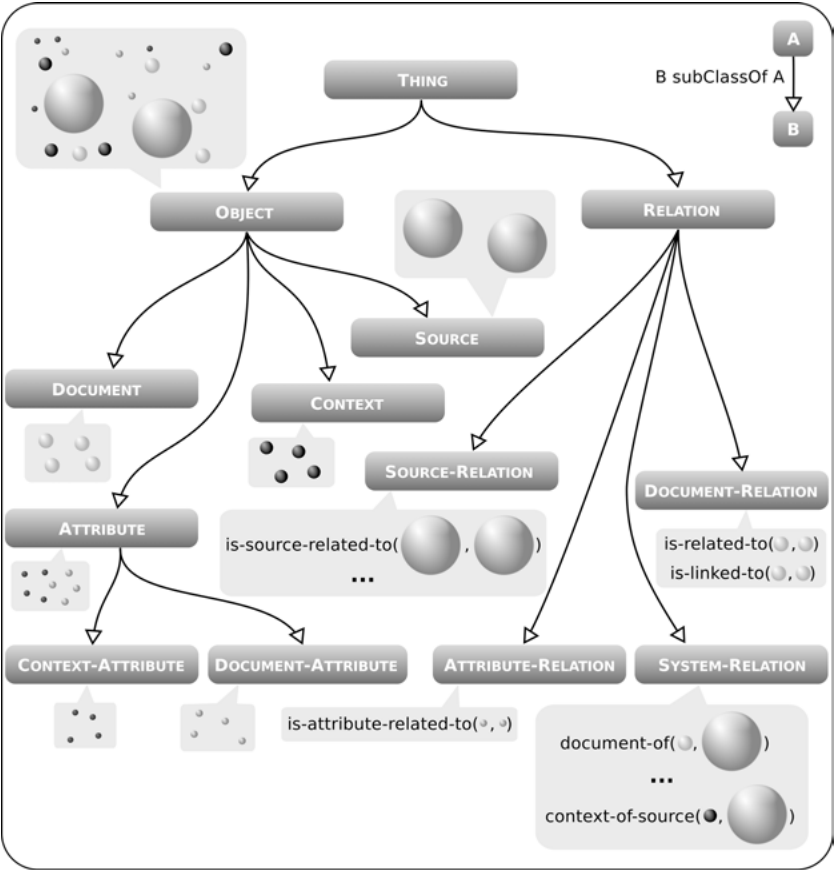 A
B subClassOf A
B
THING
OBJECT
RELATION
SOURCE
DOCUMENT
CONTEXT
SOURCE-RELATION
DOCUMENT-RELATION
is-source-related-to( , )
...
is-related-to( , )
is-linked-to( , )
ATTRIBUTE
CONTEXT-ATTRIBUTE
DOCUMENT-ATTRIBUTE
ATTRIBUTE-RELATION
SYSTEM-RELATION
is-attribute-related-to( , )
document-of( , )
...
context-of-source( , )